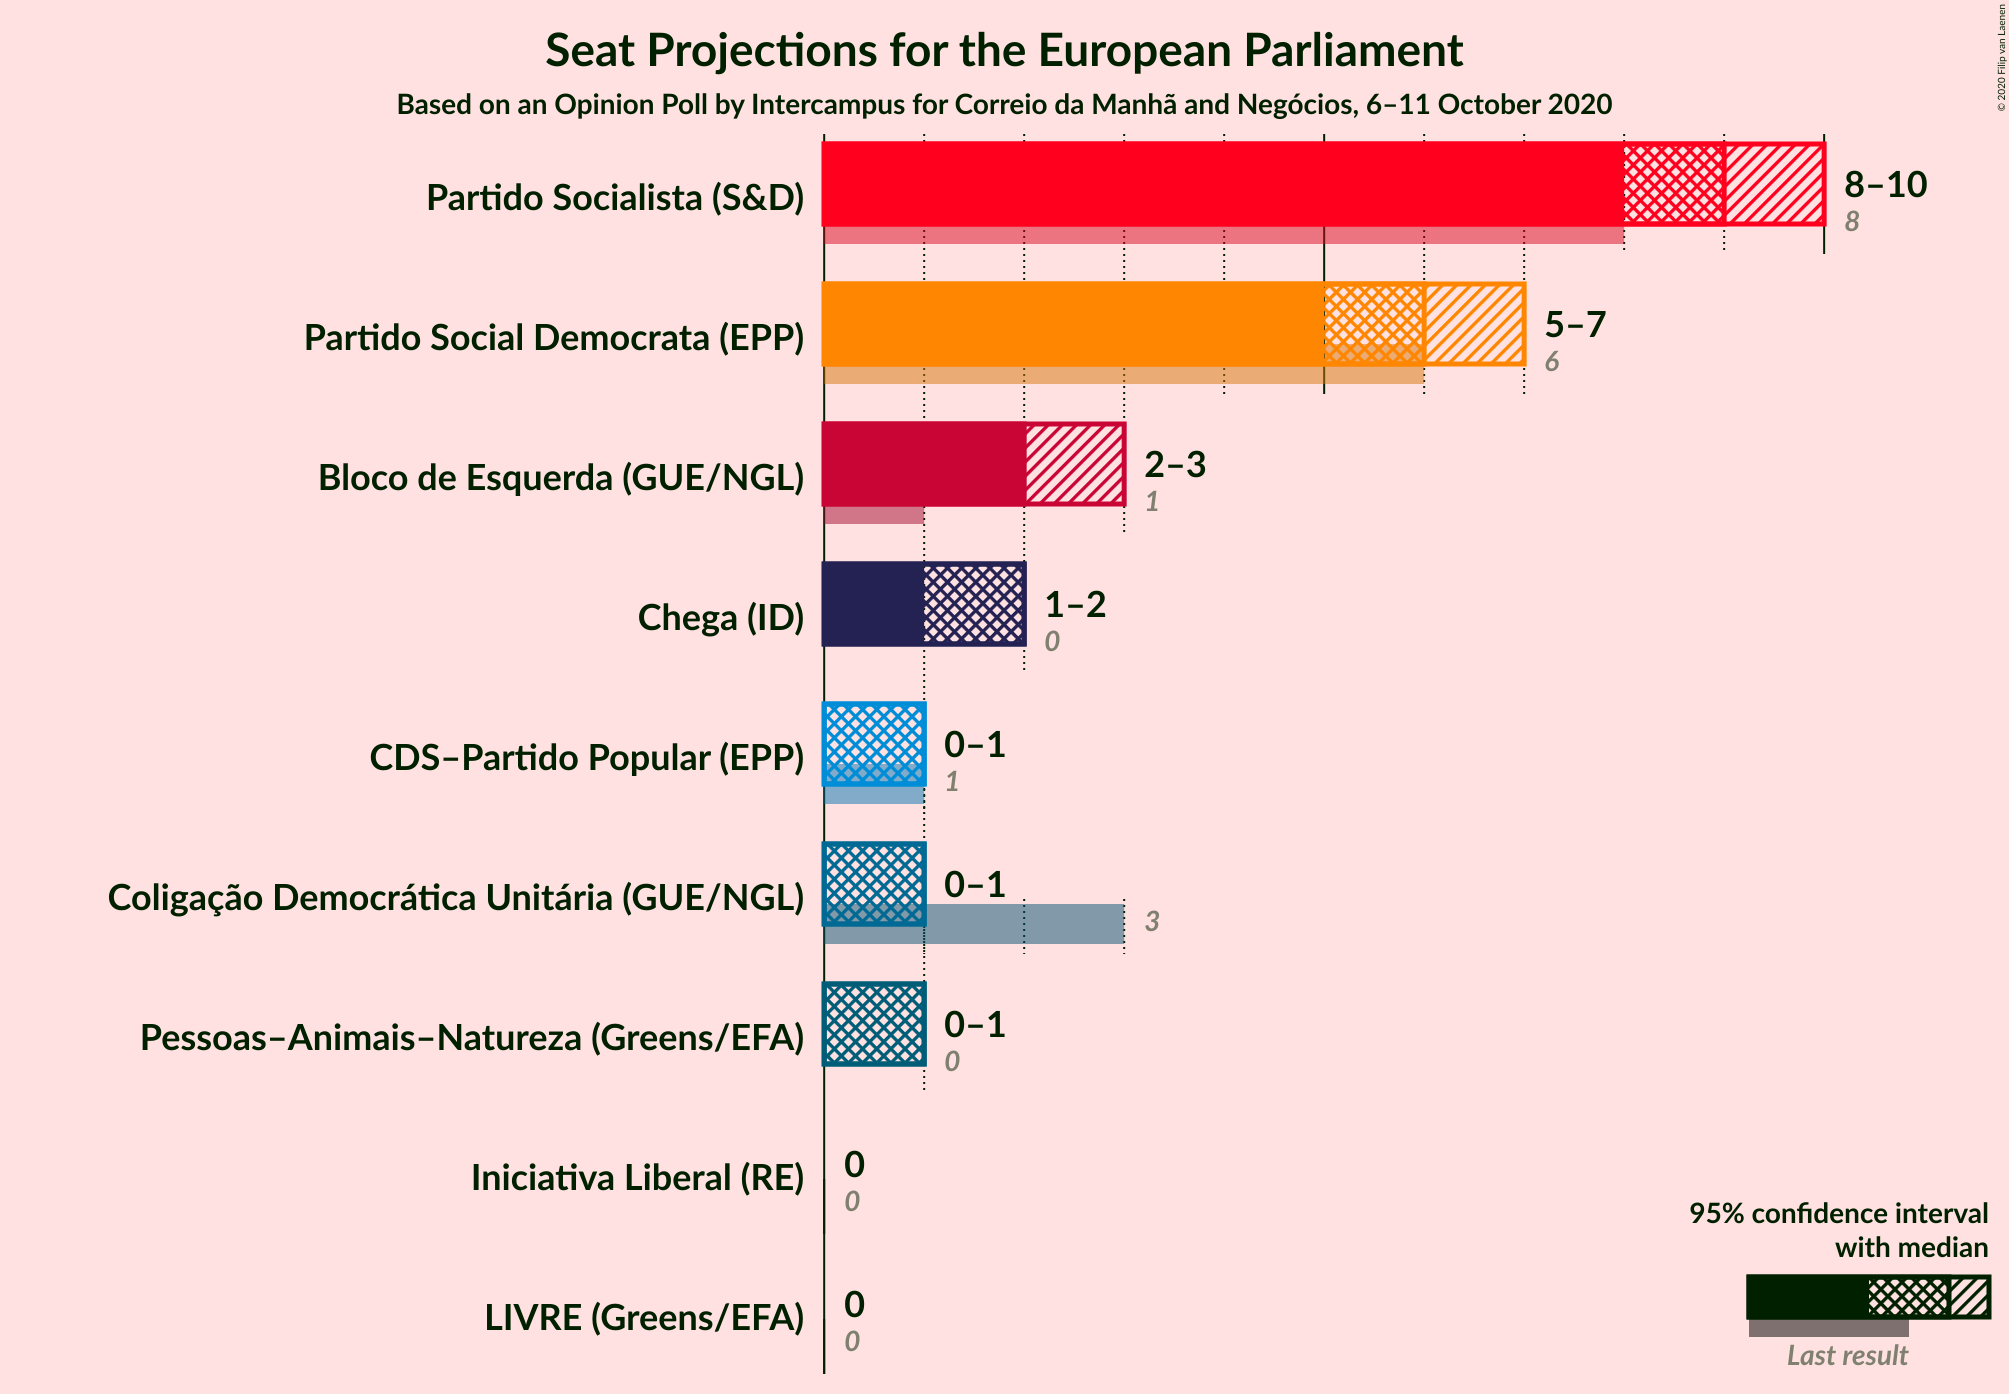 Seat Projections for the European Parliament
Based on an Opinion Poll by Intercampus for Correio da Manhã and Negócios, 6–11 October 2020
© 2020 Filip van Laenen
Partido Socialista (S&D)
8–10
8
Partido Social Democrata (EPP)
5–7
6
Bloco de Esquerda (GUE/NGL)
2–3
1
Chega (ID)
1–2
0
CDS–Partido Popular (EPP)
0–1
1
Coligação Democrática Unitária (GUE/NGL)
0–1
3
Pessoas–Animais–Natureza (Greens/EFA)
0–1
0
Iniciativa Liberal (RE)
0
0
LIVRE (Greens/EFA)
0
0
95% confidence interval
with median
Last result